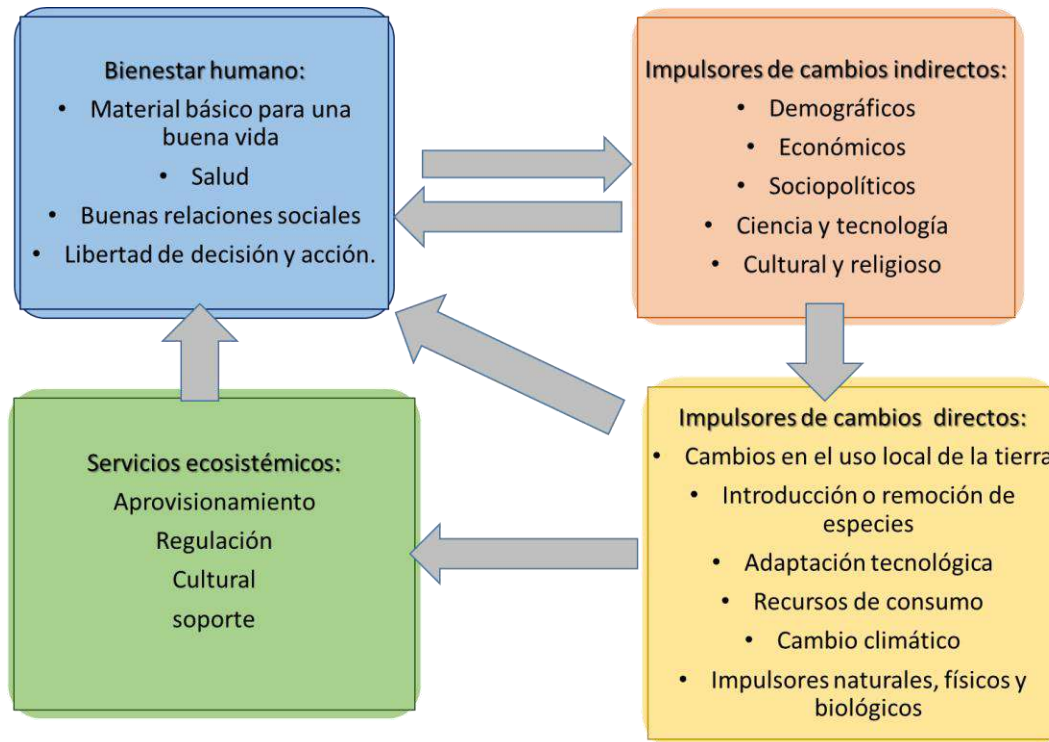 Bienestar humano:
• Material básico para una
buena vida
• Salud
• Buenas relaciones sociales
• Libertad de decisión y acción.
Impulsores de cambios indirectos:
• Demográficos
• Económicos
• Sociopolíticos
• Ciencia y tecnología
• Cultural y religioso
Servicios ecosistémicos:
Aprovisionamiento
Regulación
Cultural
soporte
Impulsores de cambios directos:
• Cambios en el uso local de la tierra
• Introducción o remoción de
especies
• Adaptación tecnológica
• Recursos de consumo
• Cambio climático
• Impulsores naturales, físicos y
biológicos